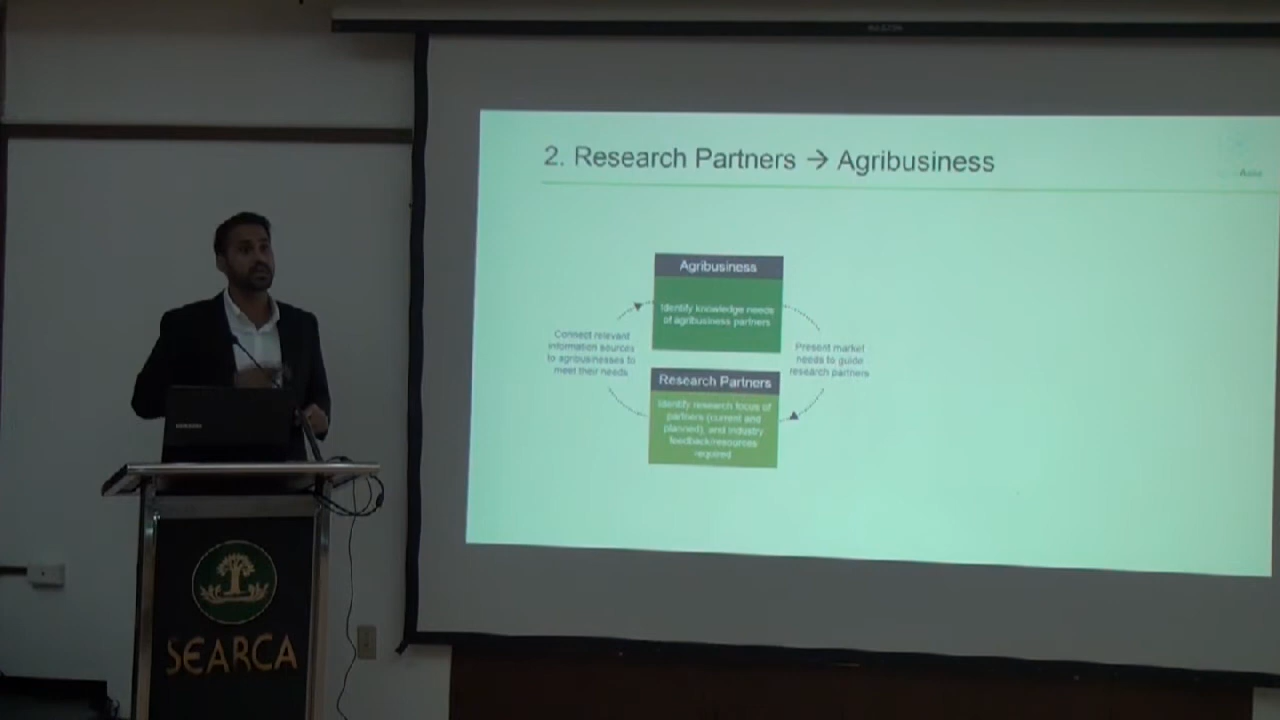 2. Research Partners → Agribusiness
Asia
Agribusiness
Identify knowledge needs
of agribusiness partners
Connect relevant
information sources
to agribusinesses to
meet their needs
Present market
needs to guide
research partners
Research Partners
Identify research focus of
partners (current and
planned), and industry
feedback/resources
required
SAMSUNG
SEARCA